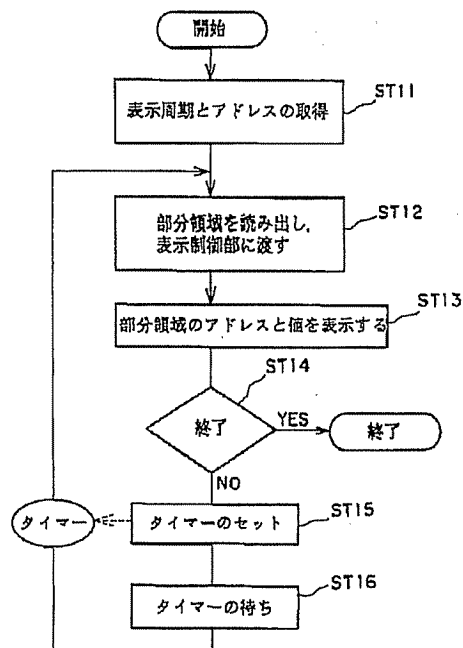 開始
表示周期とアドレスの取得
ST11
部分領域を読み出し,
表示制御部に渡す
ST12
部分領域のアドレスと値を表示する
ST13
ST14
終了
YES
終了
NO
タイマー
タイマーのセット
ST15
タイマーの待ち
ST16